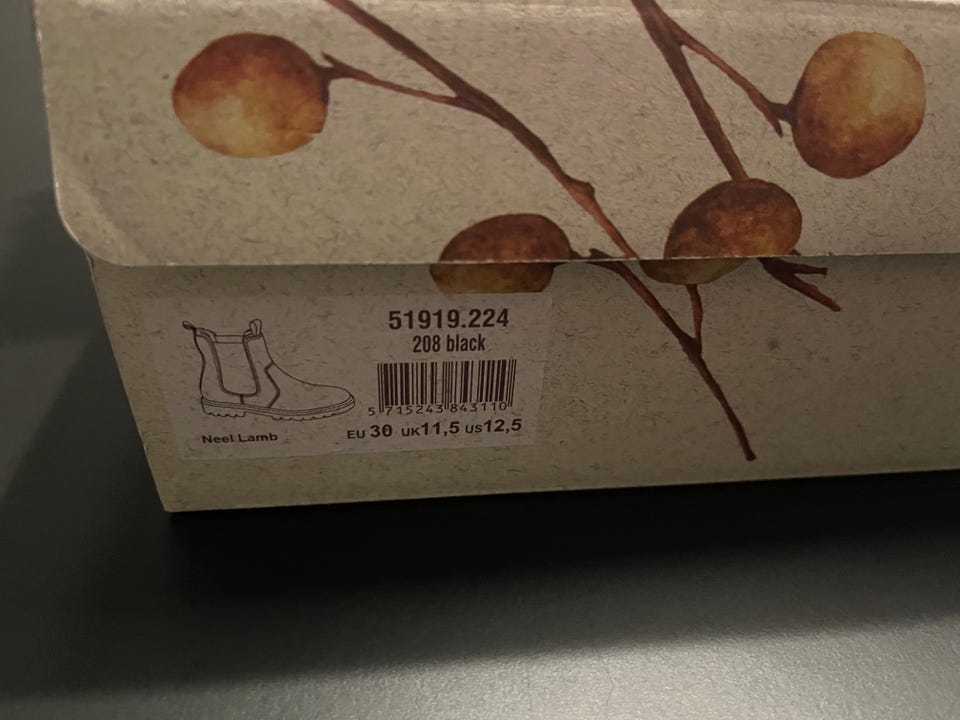 51919.224
208 black
5 715243 843110
Neel Lamb
EU 30 UK11,5 US12,5